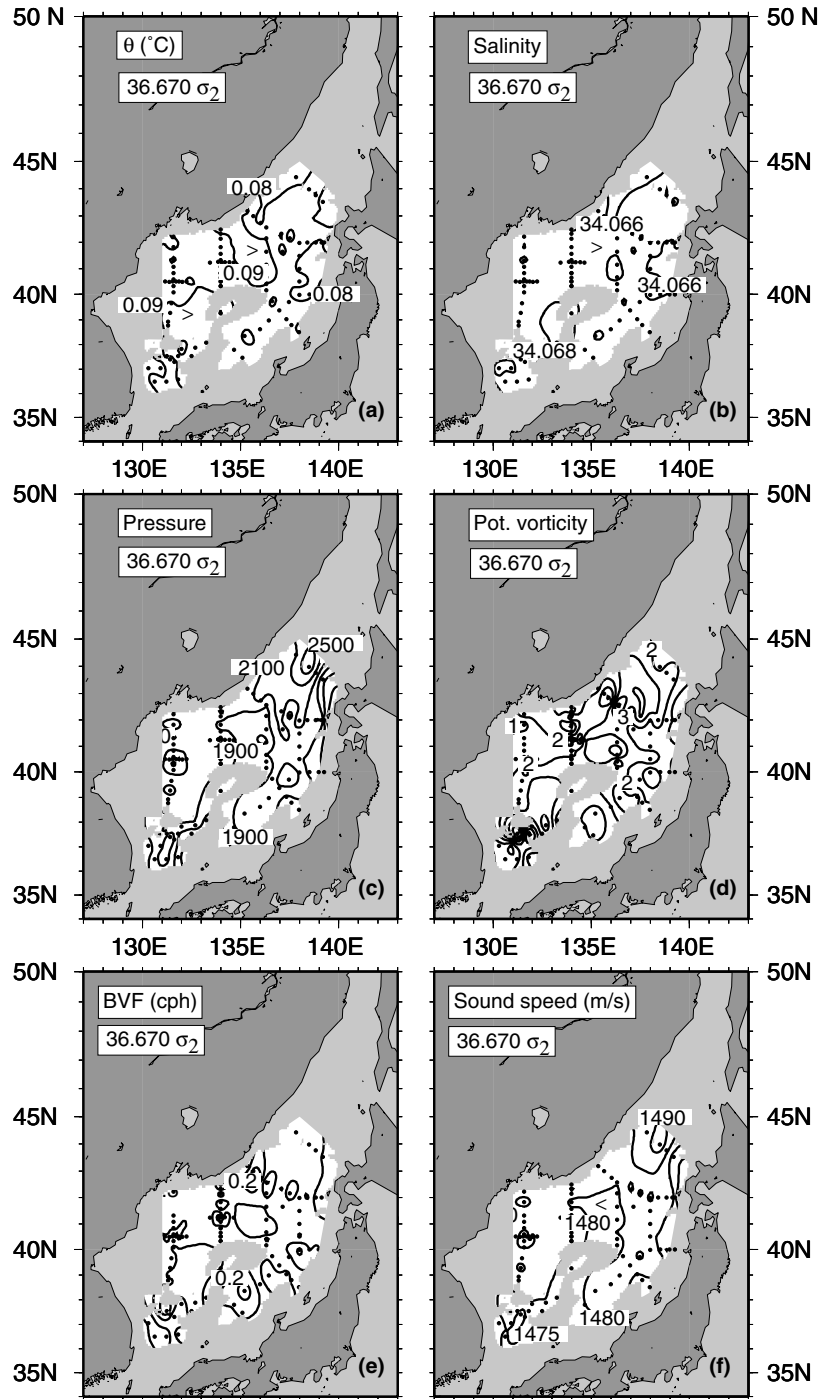 50 N
50 N
θ (˚C)
Salinity
36.670 σ2
36.670 σ2
45N
45N
0.08
34.066
>
>
0.09
40N
40N
0.09
0.08
34.066
>
34.068
35N
35N
(a)
(b)
130E 135E 140E
130E 135E 140E
50N
50N
Pressure
Pot. vorticity
36.670 σ2
36.670 σ2
45N
45N
2500
2
2100
1
3
0
1900
2
2
40N
40N
2
1900
35N
35N
(c)
(d)
130E 135E 140E
130E 135E 140E
50N
50N
BVF (cph)
Sound speed (m/s)
36.670 σ2
36.670 σ2
45N
45N
1490
0.2
<
1480
40N
40N
0.2
1480
1475
35N
35N
(e)
(f)